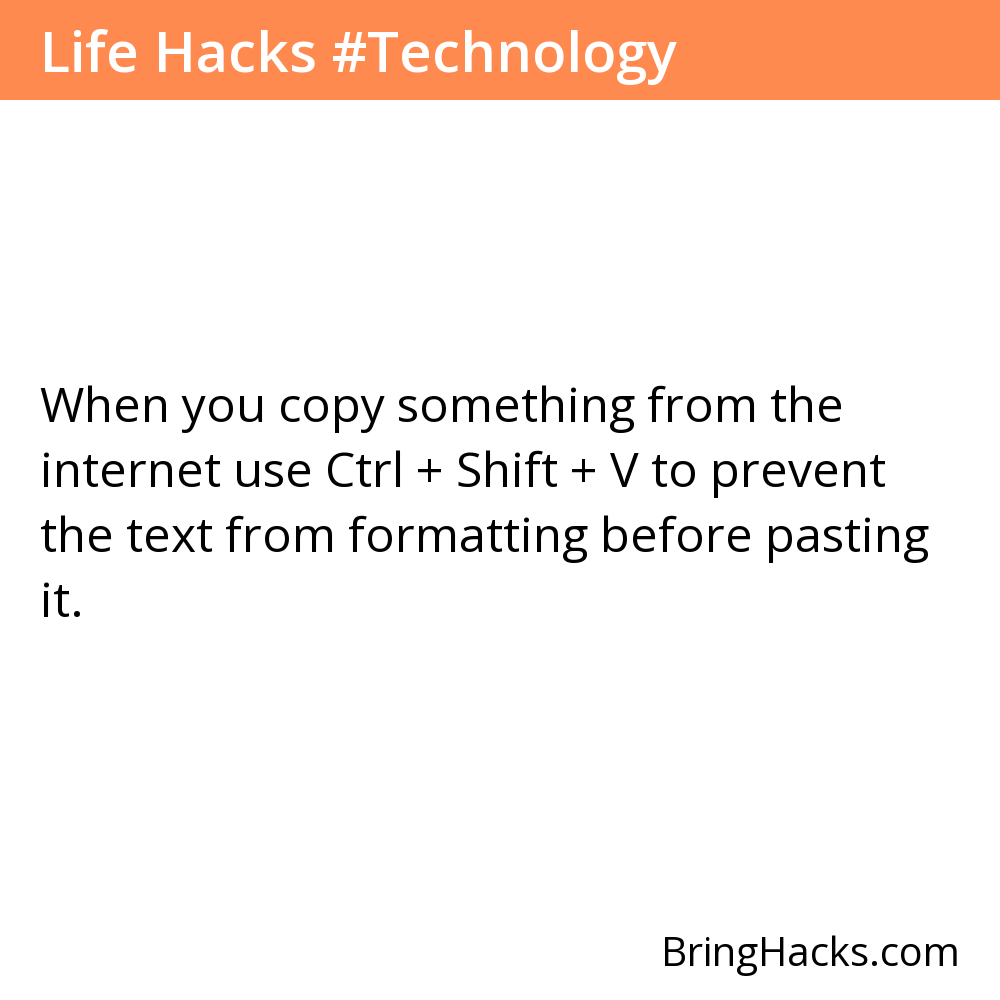 Life Hacks #Technology
When you copy something from the
internet use Ctrl + Shift + V to prevent
the text from formatting before pasting
it.
BringHacks.com